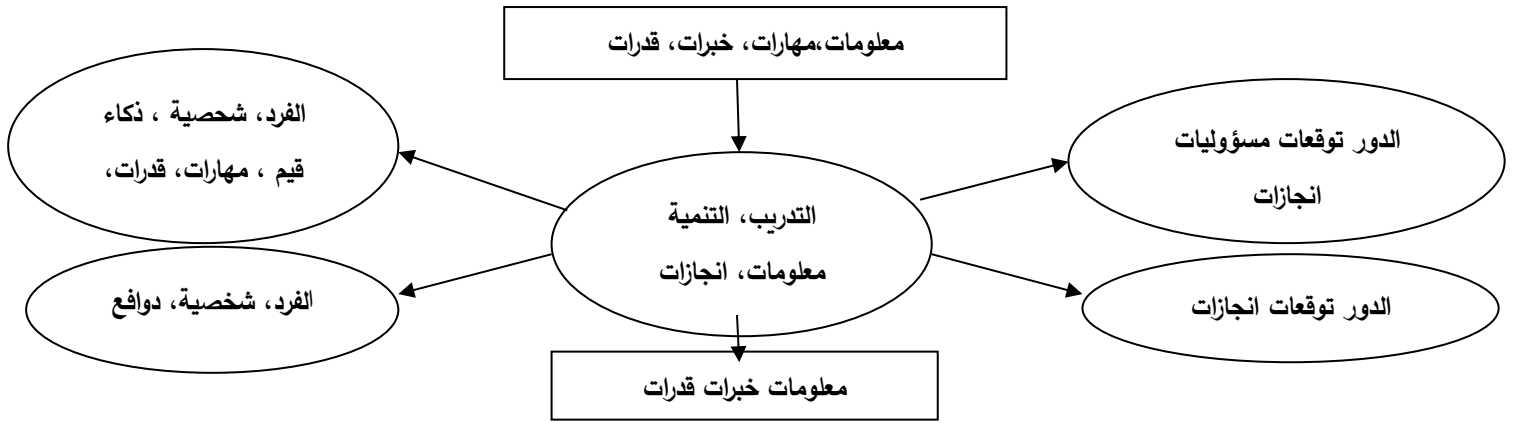 معلومات،مهارات، خبرات، قدرات
الفرد، شحصية ، ذكاء
قيم ، مهارات، قدرات،
الدور توقعات مسؤوليات
انجازات
التدريب، التنمية
معلومات، انجازات
الفرد، شخصية، دوافع
الدور توقعات انجازات
معلومات خبرات قدرات